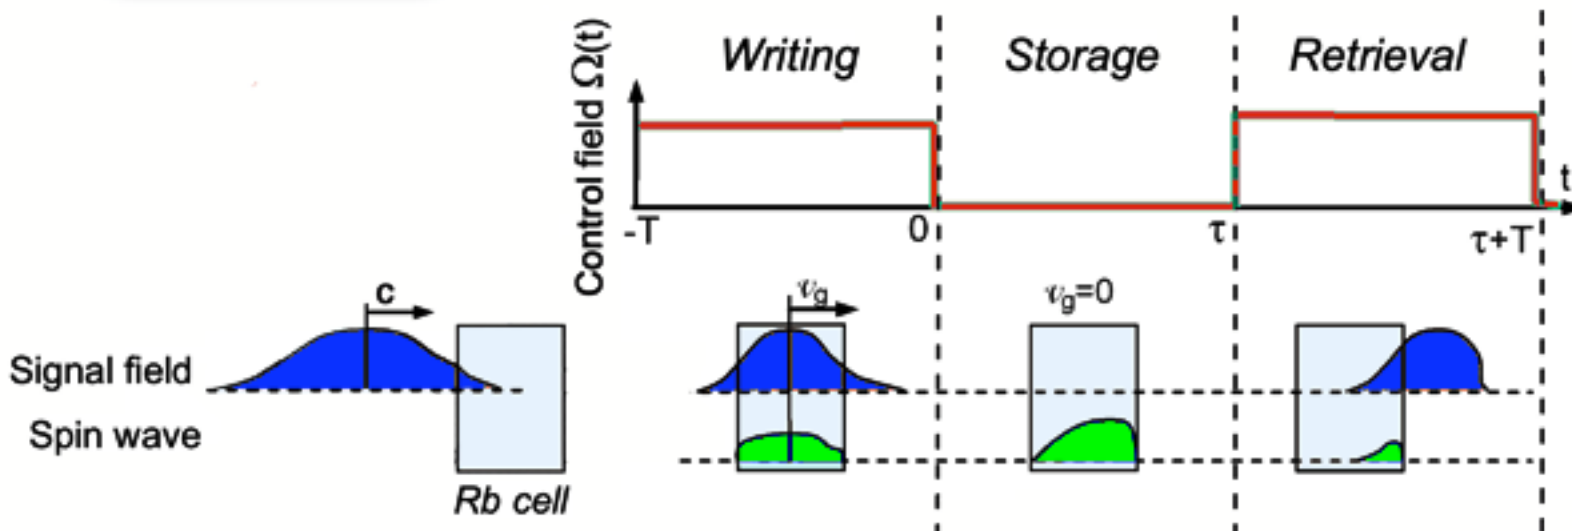 Control field Ω(t)
Writing
Storage
Retrieval
t
-T
0
τ
τ+T
c
v_g
v_g=0
Signal field
Spin wave
Rb cell